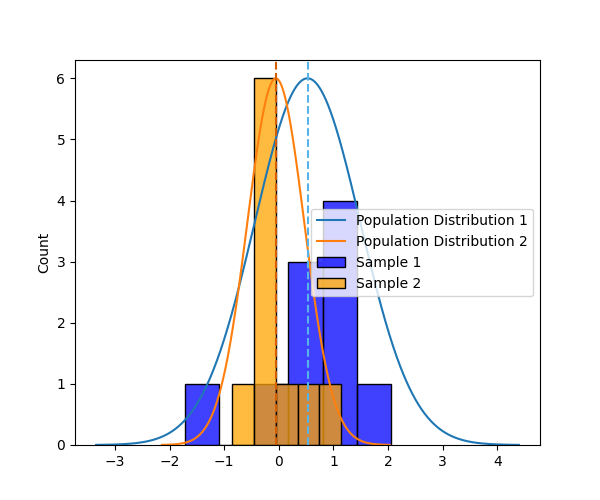 6
5
4
3
2
1
0
Count
Population Distribution 1
Population Distribution 2
Sample 1
Sample 2
−3 −2 −1 0 1 2 3 4